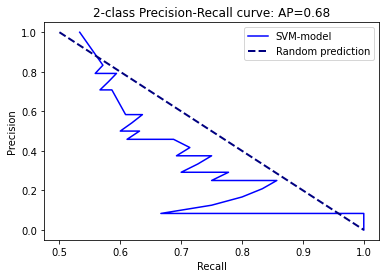 2-class Precision-Recall curve: AP=0.68
SVM-model
Random prediction
Precision
1.0
0.8
0.6
0.4
0.2
0.0
0.5
0.6
0.7
0.8
0.9
1.0
Recall